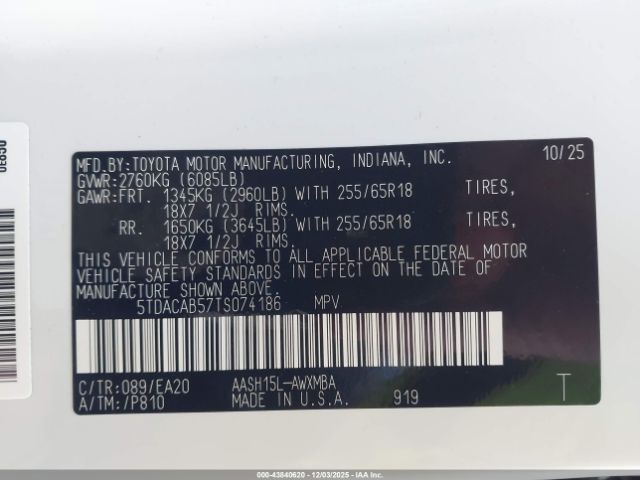 MFD.BY:TOYOTA MOTOR MANUFACTURING, INDIANA, INC. 10/25
GVWR:2760KG (6085LB)
GAWR:FRT. 1345KG (2960LB) WITH 255/65R18 TIRES,
18X7 1/2J RIMS.
RR. 1650KG (3645LB) WITH 255/65R18 TIRES,
18X7 1/2J RIMS.
THIS VEHICLE CONFORMS TO ALL APPLICABLE FEDERAL MOTOR
VEHICLE SAFETY STANDARDS IN EFFECT ON THE DATE OF
MANUFACTURE SHOWN ABOVE.
5TDACAB57TS074186 MPV.
C/TR:089/EA20 AASH15L-AWXMBA
A/TM:/P810 MADE IN U.S.A. 919 T
000-43840620 - 12/03/2025 - IAAI.COM